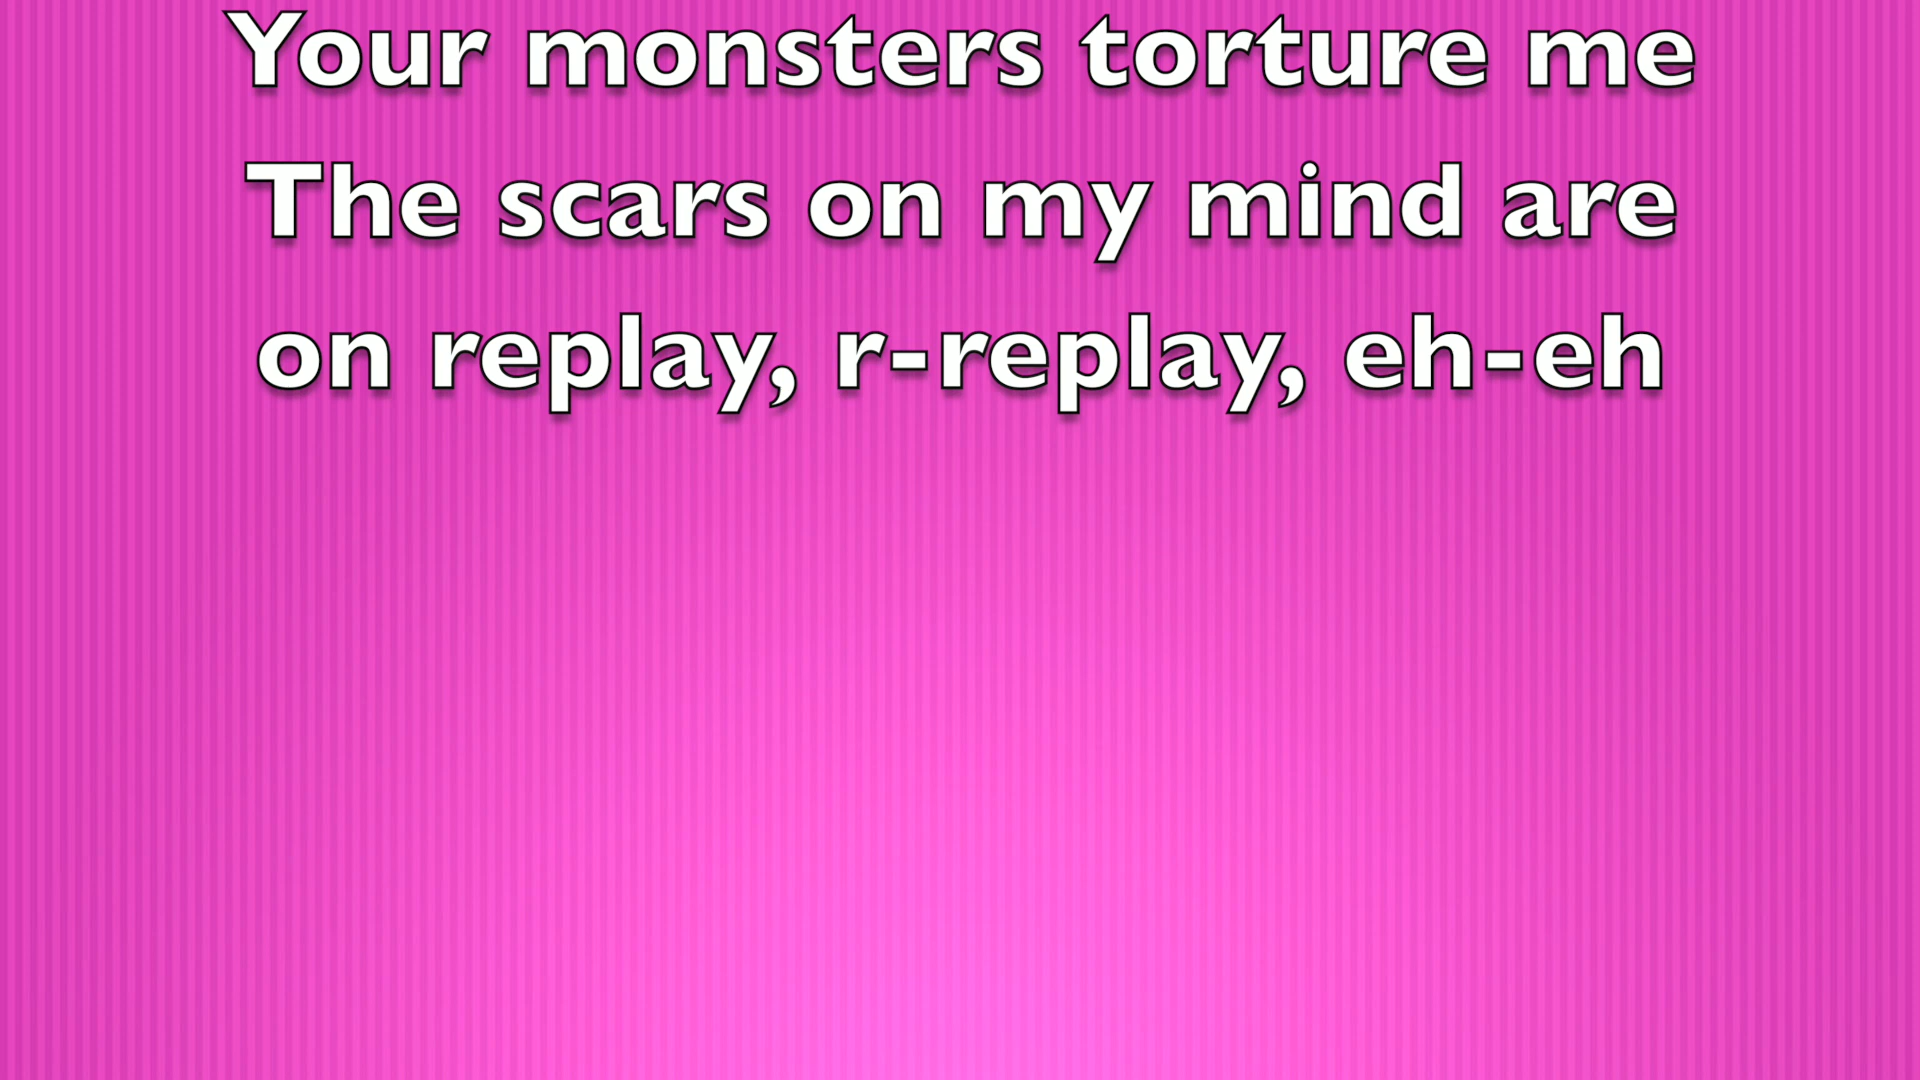 Your monsters torture me
The scars on my mind are
on replay, r-replay, eh-eh